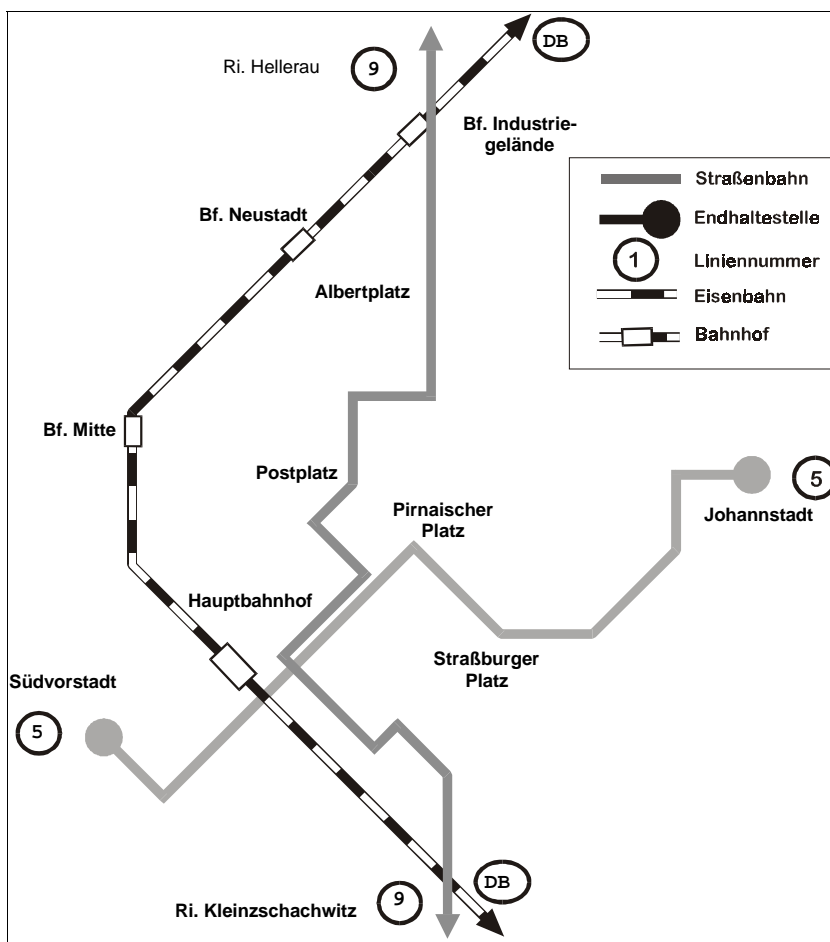 DB
Ri. Hellerau
9
Bf. Industrie-
gelände
Straßenbahn
Bf. Neustadt
Endhaltestelle
1
Liniennummer
Albertplatz
Eisenbahn
Bahnhof
Bf. Mitte
Postplatz
Pirnaischer
Platz
5
Johannstadt
Hauptbahnhof
Straßburger
Platz
Südvorstadt
5
DB
9
Ri. Kleinzschachwitz